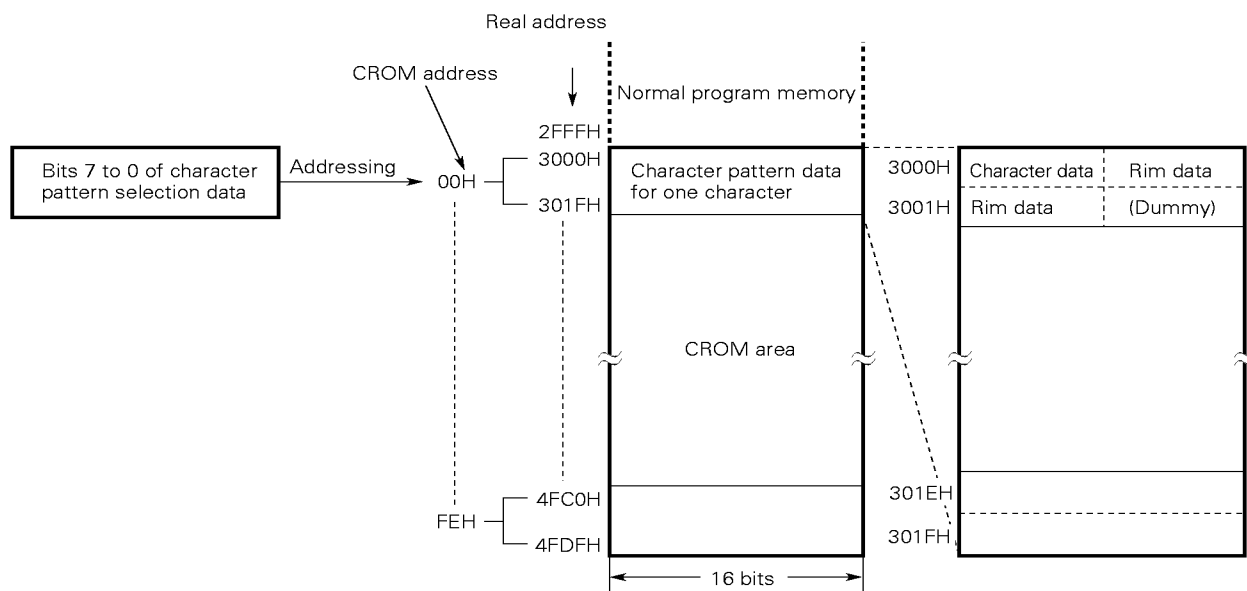 Real address
CROM address
Normal program memory
2FFFH
Bits 7 to 0 of character
pattern selection data
Addressing
00H
3000H
301FH
Character pattern data
for one character
3000H
Character data
Rim data
3001H
Rim data
(Dummy)
CROM area
FEH
4FC0H
4FDFH
301EH
301FH
16 bits